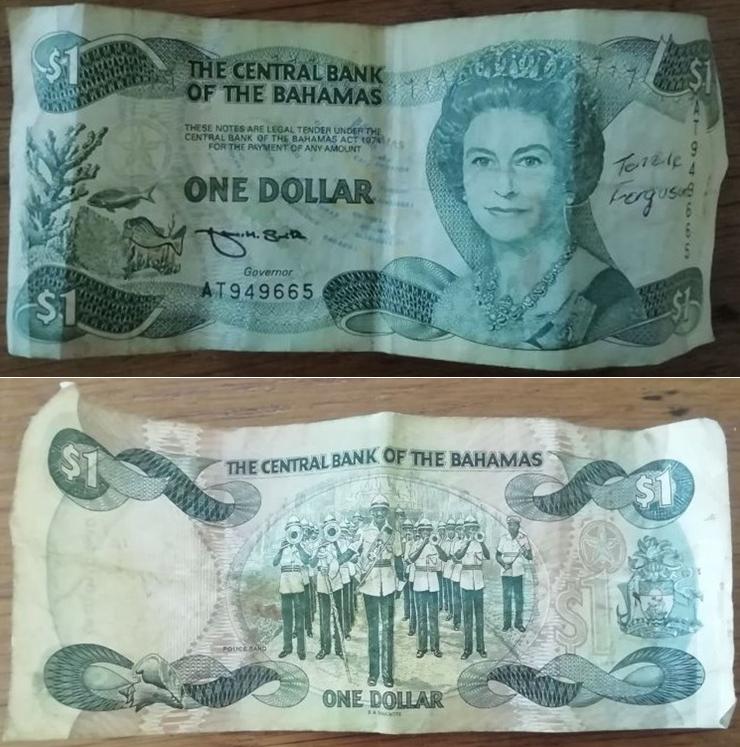 $1
THE CENTRAL BANK
OF THE BAHAMAS
THESE NOTES ARE LEGAL TENDER UNDER THE
CENTRAL BANK OF THE BAHAMAS ACT 1974
FOR THE PAYMENT OF ANY AMOUNT
ONE DOLLAR
Governor
AT949665
$1
$1
Ferguson
$1
$1
THE CENTRAL BANK OF THE BAHAMAS
$1
$1
POLICE BAND
ONE DOLLAR